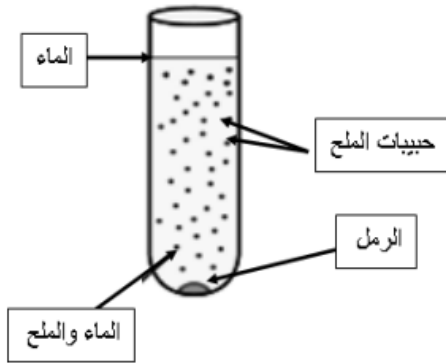 الماء
حبيبات الملح
الرمل
الماء والملح